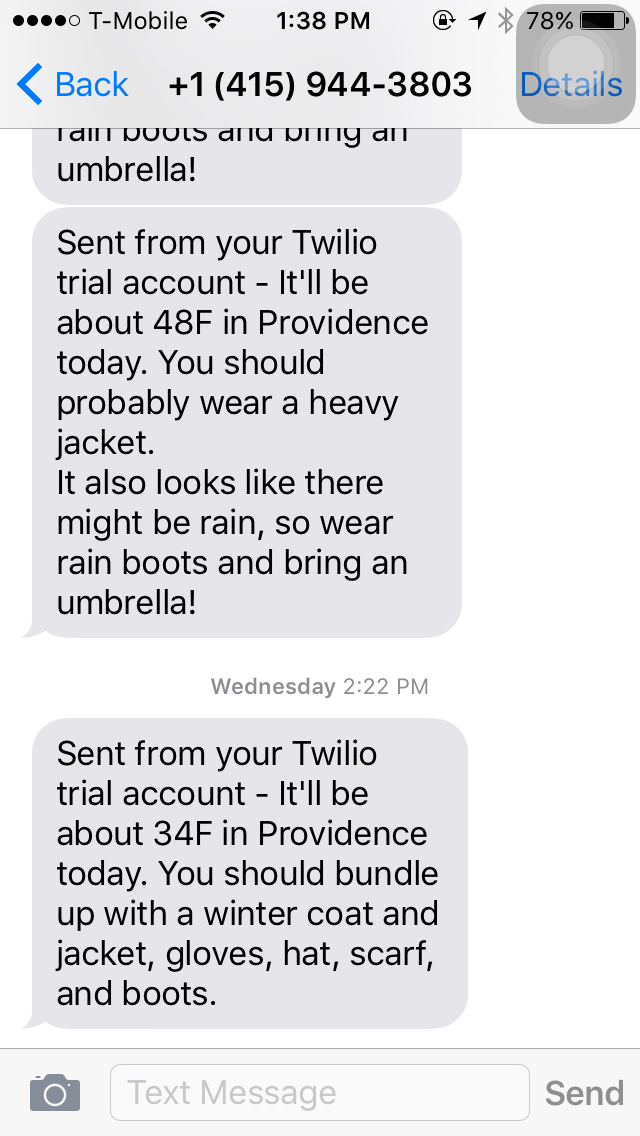 T-Mobile 1:38 PM 78%
Back +1 (415) 944-3803 Details
rain boots and bring an
umbrella!
Sent from your Twilio
trial account - It'll be
about 48F in Providence
today. You should
probably wear a heavy
jacket.
It also looks like there
might be rain, so wear
rain boots and bring an
umbrella!
Wednesday 2:22 PM
Sent from your Twilio
trial account - It'll be
about 34F in Providence
today. You should bundle
up with a winter coat and
jacket, gloves, hat, scarf,
and boots.
Text Message Send